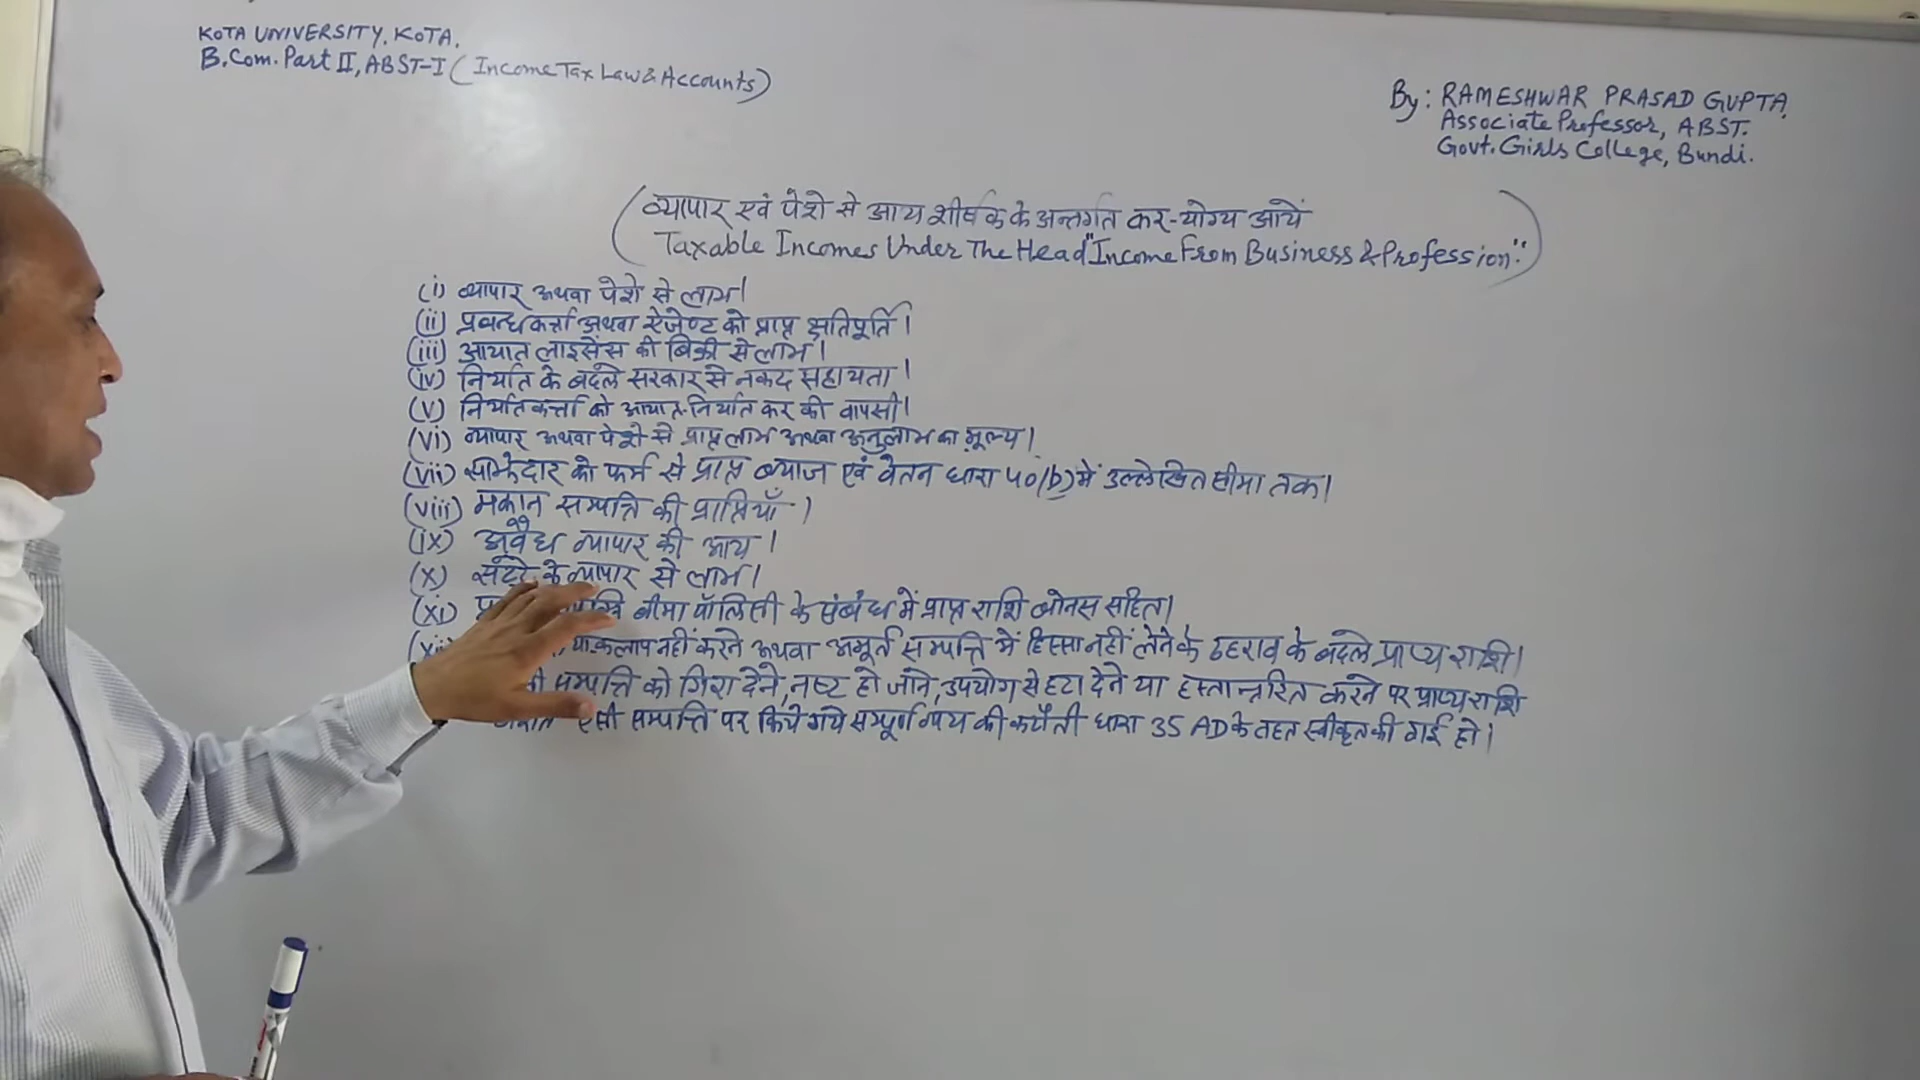 KOTA UNIVERSITY, KOTA.
B.Com. Part II, ABST-I (Income Tax Law & Accounts)
By: RAMESHWAR PRASAD GUPTA.
Associate Professor, ABST.
Govt. Girls College, Bundi.
(व्यापार एवं पेशे से आय शीर्षक के अन्तर्गत कर-योग्य आयें
Taxable Incomes Under The Head "Income From Business & Profession.")
(i) व्यापार अथवा पेशे से लाभ।
(ii) प्रबन्धकर्त्ता अथवा ऐजेण्ट को प्राप्त क्षतिपूर्ति।
(iii) आयात लाइसेंस की बिक्री से लाभ।
(iv) निर्यात के बदले सरकार से नकद सहायता।
(v) निर्यातकर्त्ता को आयात-निर्यात कर की वापसी।
(vi) व्यापार अथवा पेशे से प्राप्त लाभ अथवा अनुलाभ का मूल्य।
(vii) साझेदार को फर्म से प्राप्त ब्याज एवं वेतन धारा 40(b) में उल्लेखित सीमा तक।
(viii) मकान सम्पत्ति की प्राप्तियाँ।
(ix) अवैध व्यापार की आय।
(x) सट्टे के व्यापार से लाभ।
(xi) बीमा पॉलिसी के संबंध में प्राप्त राशि बोनस सहित।
कलाप नहीं करने अथवा अमूर्त सम्पत्ति में हिस्सा नहीं लेने के ठहराव के बदले प्राप्य राशि।
सम्पत्ति को गिरा देने, नष्ट हो जाने, उपयोग से हटा देने या हस्तान्तरित करने पर प्राप्य राशि
ऐसी सम्पत्ति पर किये गये सम्पूर्ण व्यय की कटौती धारा 35 AD के तहत स्वीकृत की गई हो।